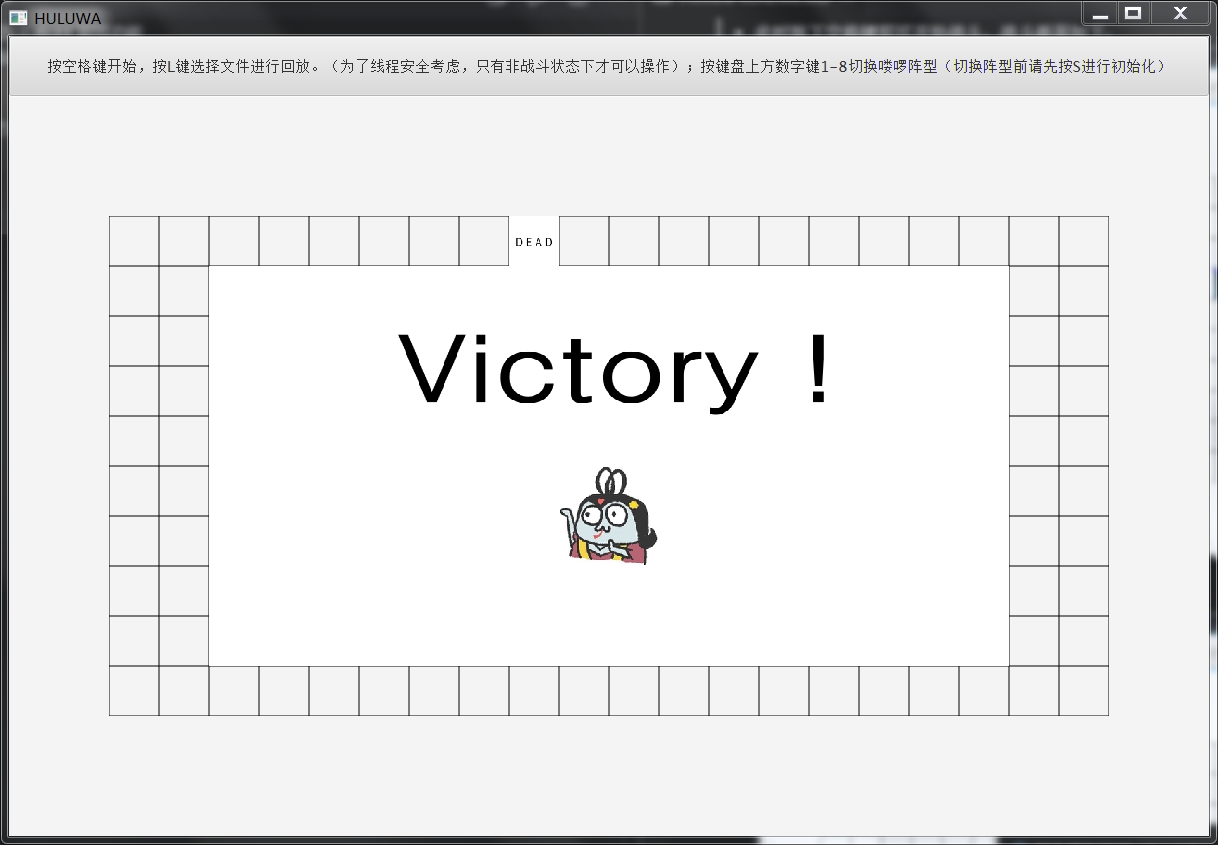 HULUWA
按空格键开始，按L键选择文件进行回放。（为了线程安全考虑，只有非战斗状态下才可以操作）；按键盘上方数字键1-8切换喽啰阵型（切换阵型前请先按S进行初始化）
DEAD
Victory !